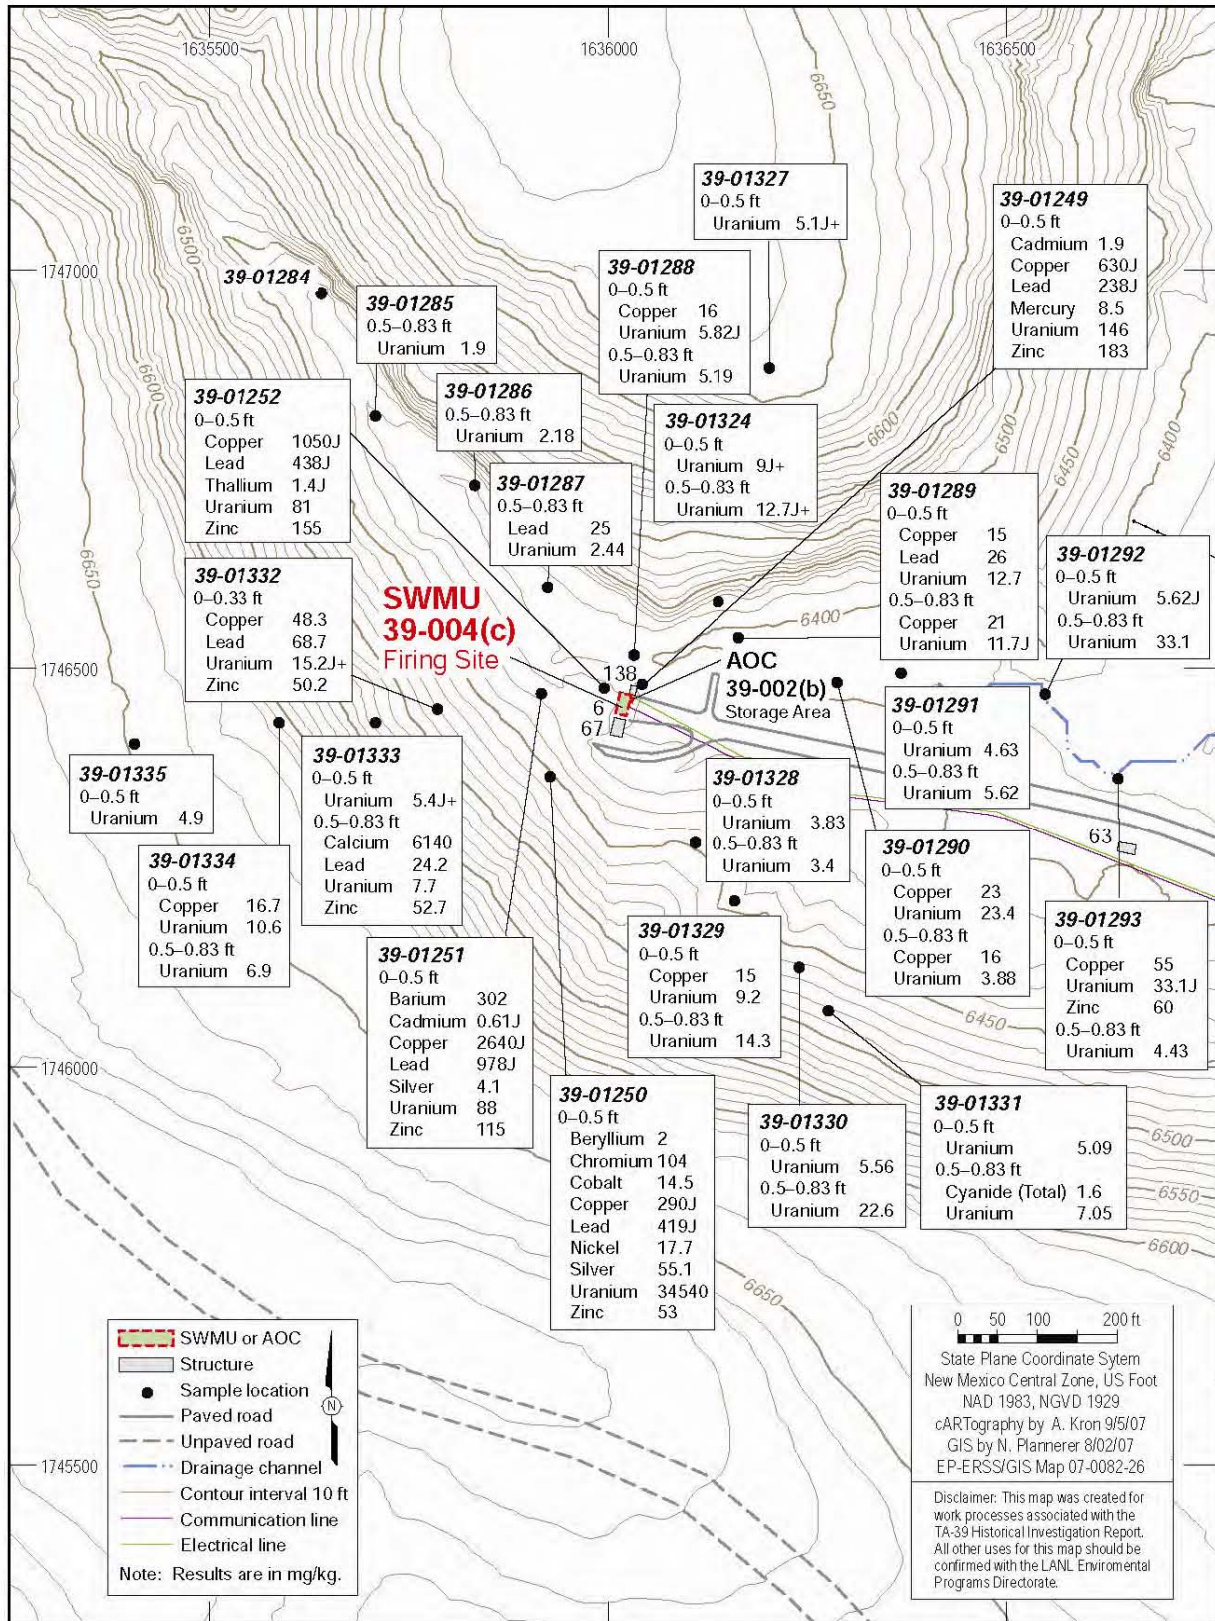 1635500
1636000
1636500
6650
6650
39-01327
0–0.5 ft
Uranium 5.1J+
39-01249
0–0.5 ft
Cadmium 1.9
Copper 630J
Lead 238J
Mercury 8.5
Uranium 146
Zinc 183
6500
1747000
39-01284
39-01288
0–0.5 ft
Copper 16
Uranium 5.82J
0.5–0.83 ft
Uranium 5.19
39-01285
0.5–0.83 ft
Uranium 1.9
6600
39-01252
0–0.5 ft
Copper 1050J
Lead 438J
Thallium 1.4J
Uranium 81
Zinc 155
39-01286
0.5–0.83 ft
Uranium 2.18
39-01324
0–0.5 ft
Uranium 9J+
0.5–0.83 ft
Uranium 12.7J+
6600
6500
6450
6400
39-01287
0.5–0.83 ft
Lead 25
Uranium 2.44
39-01289
0–0.5 ft
Copper 15
Lead 26
Uranium 12.7
0.5–0.83 ft
Copper 21
Uranium 11.7J
39-01292
0–0.5 ft
Uranium 5.62J
0.5–0.83 ft
Uranium 33.1
6650
39-01332
0–0.33 ft
Copper 48.3
Lead 68.7
Uranium 15.2J+
Zinc 50.2
SWMU
39-004(c)
Firing Site
6400
1746500
138
6
67
AOC
39-002(b)
Storage Area
39-01291
0–0.5 ft
Uranium 4.63
0.5–0.83 ft
Uranium 5.62
39-01335
0–0.5 ft
Uranium 4.9
39-01333
0–0.5 ft
Uranium 5.4J+
0.5–0.83 ft
Calcium 6140
Lead 24.2
Uranium 7.7
Zinc 52.7
39-01328
0–0.5 ft
Uranium 3.83
0.5–0.83 ft
Uranium 3.4
63
39-01334
0–0.5 ft
Copper 16.7
Uranium 10.6
0.5–0.83 ft
Uranium 6.9
39-01290
0–0.5 ft
Copper 23
Uranium 23.4
0.5–0.83 ft
Copper 16
Uranium 3.88
39-01293
0–0.5 ft
Copper 55
Uranium 33.1J
Zinc 60
0.5–0.83 ft
Uranium 4.43
39-01251
0–0.5 ft
Barium 302
Cadmium 0.61J
Copper 2640J
Lead 978J
Silver 4.1
Uranium 88
Zinc 115
39-01329
0–0.5 ft
Copper 15
Uranium 9.2
0.5–0.83 ft
Uranium 14.3
6450
1746000
39-01250
0–0.5 ft
Beryllium 2
Chromium 104
Cobalt 14.5
Copper 290J
Lead 419J
Nickel 17.7
Silver 55.1
Uranium 34540
Zinc 53
39-01330
0–0.5 ft
Uranium 5.56
0.5–0.83 ft
Uranium 22.6
39-01331
0–0.5 ft
Uranium 5.09
0.5–0.83 ft
Cyanide (Total) 1.6
Uranium 7.05
6500
6550
6600
6650
1745500
SWMU or AOC
Structure
Sample location
Paved road
Unpaved road
Drainage channel
Contour interval 10 ft
Communication line
Electrical line
Note: Results are in mg/kg.
N
0 50 100 200 ft
State Plane Coordinate Sytem
New Mexico Central Zone, US Foot
NAD 1983, NGVD 1929
cARTography by A. Kron 9/5/07
GIS by N. Plannerer 8/02/07
EP-ERSS/GIS Map 07-0082-26
Disclaimer: This map was created for
work processes associated with the
TA-39 Historical Investigation Report.
All other uses for this map should be
confirmed with the LANL Enviromental
Programs Directorate.